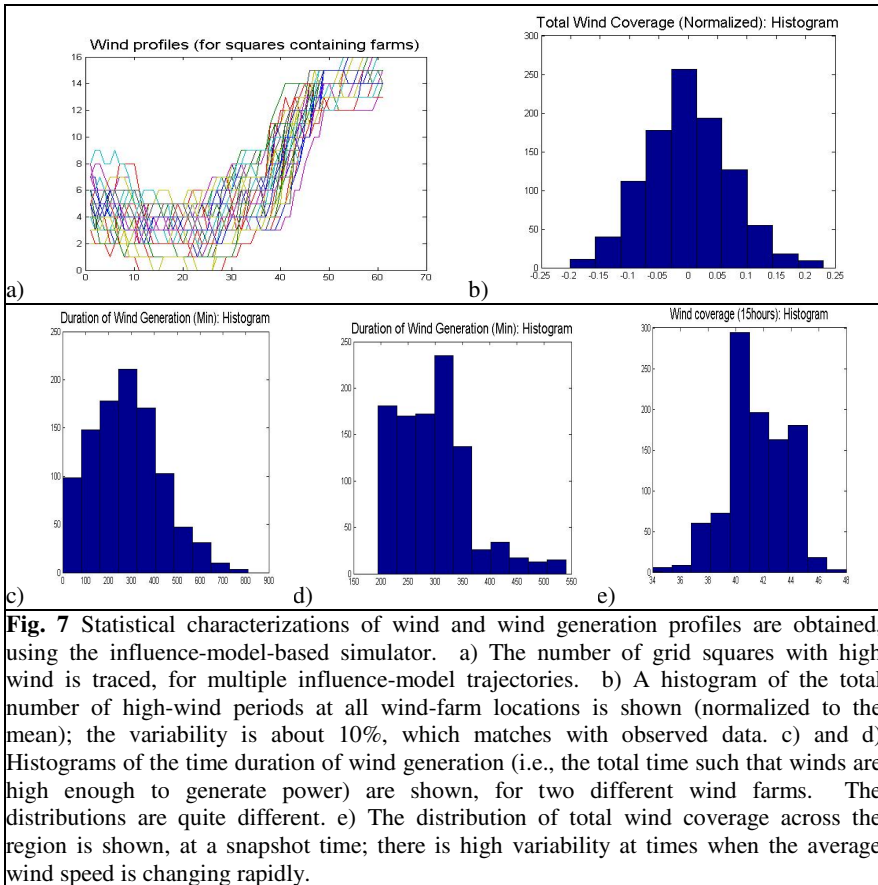 Wind profiles (for squares containing farms)
16
14
12
10
8
6
4
2
0
0 10 20 30 40 50 60 70
a)
Total Wind Coverage (Normalized): Histogram
300
250
200
150
100
50
0
-0.25 -0.2 -0.15 -0.1 -0.05 0 0.05 0.1 0.15 0.2 0.25
b)
Duration of Wind Generation (Min): Histogram
250
200
150
100
50
0
0 100 200 300 400 500 600 700 800 900
c)
Duration of Wind Generation (Min): Histogram
250
200
150
100
50
0
150 200 250 300 350 400 450 500 550
d)
Wind coverage (15hours): Histogram
300
250
200
150
100
50
0
34 36 38 40 42 44 46 48
e)
Fig. 7 Statistical characterizations of wind and wind generation profiles are obtained,
using the influence-model-based simulator. a) The number of grid squares with high
wind is traced, for multiple influence-model trajectories. b) A histogram of the total
number of high-wind periods at all wind-farm locations is shown (normalized to the
mean); the variability is about 10%, which matches with observed data. c) and d)
Histograms of the time duration of wind generation (i.e., the total time such that winds are
high enough to generate power) are shown, for two different wind farms. The
distributions are quite different. e) The distribution of total wind coverage across the
region is shown, at a snapshot time; there is high variability at times when the average
wind speed is changing rapidly.